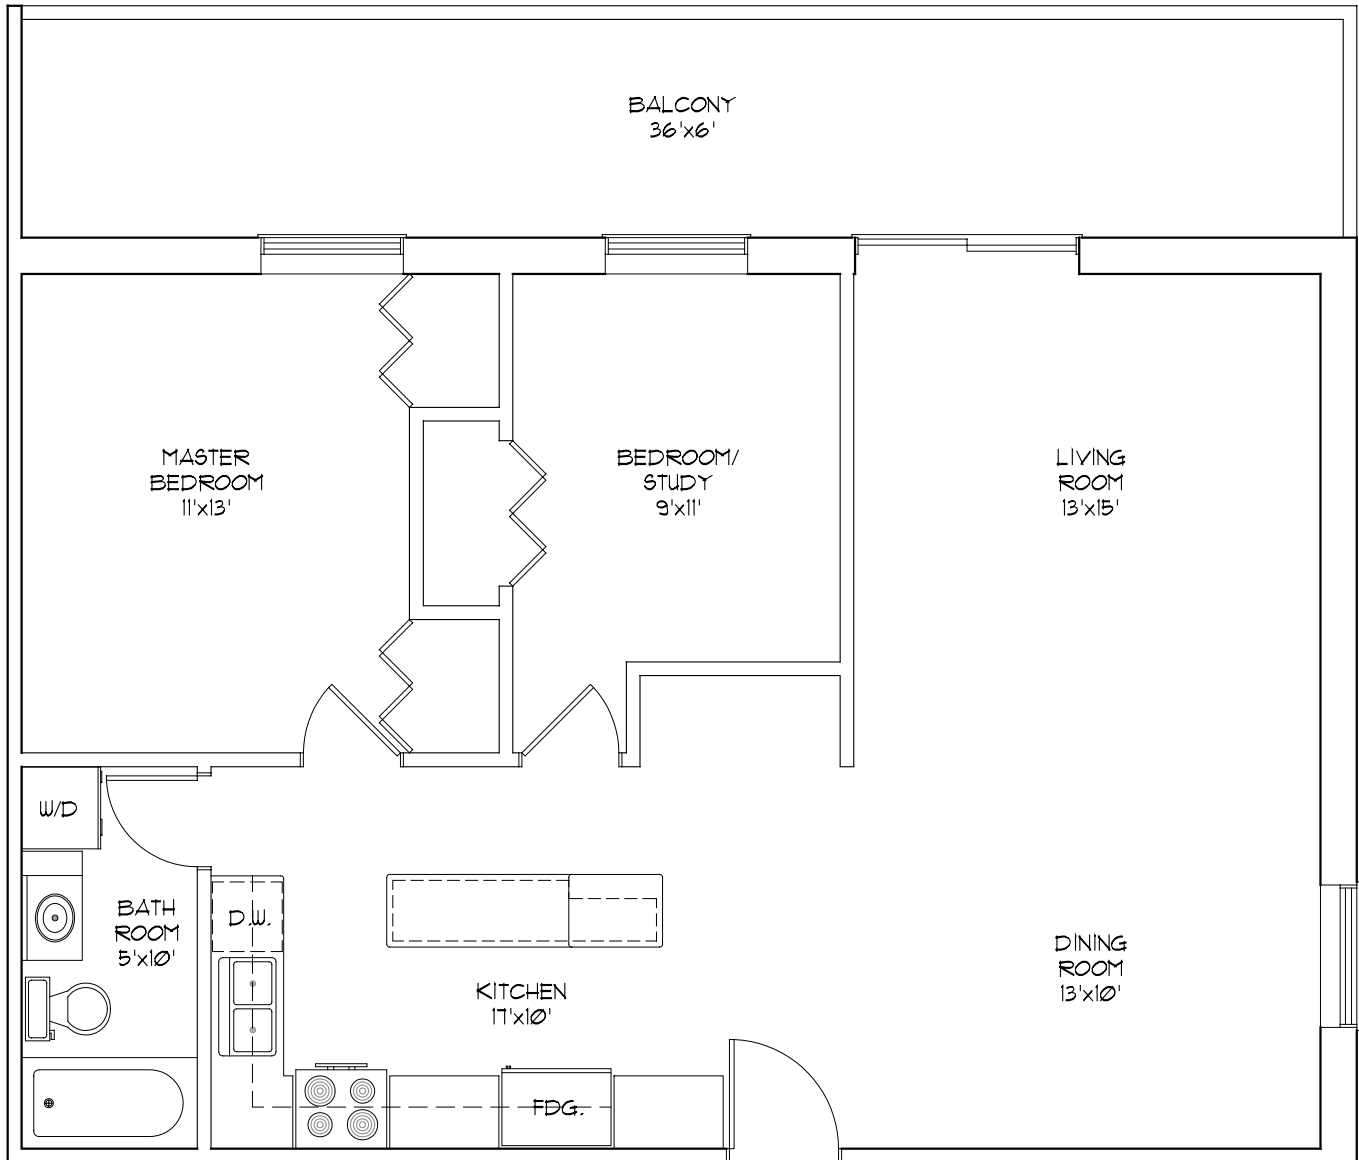 BALCONY
36'x6'
MASTER
BEDROOM
11'x13'
BEDROOM/
STUDY
9'x11'
LIVING
ROOM
13'x15'
W/D
BATH
ROOM
5'x10'
D.W.
KITCHEN
17'x10'
DINING
ROOM
13'x10'
FDG.